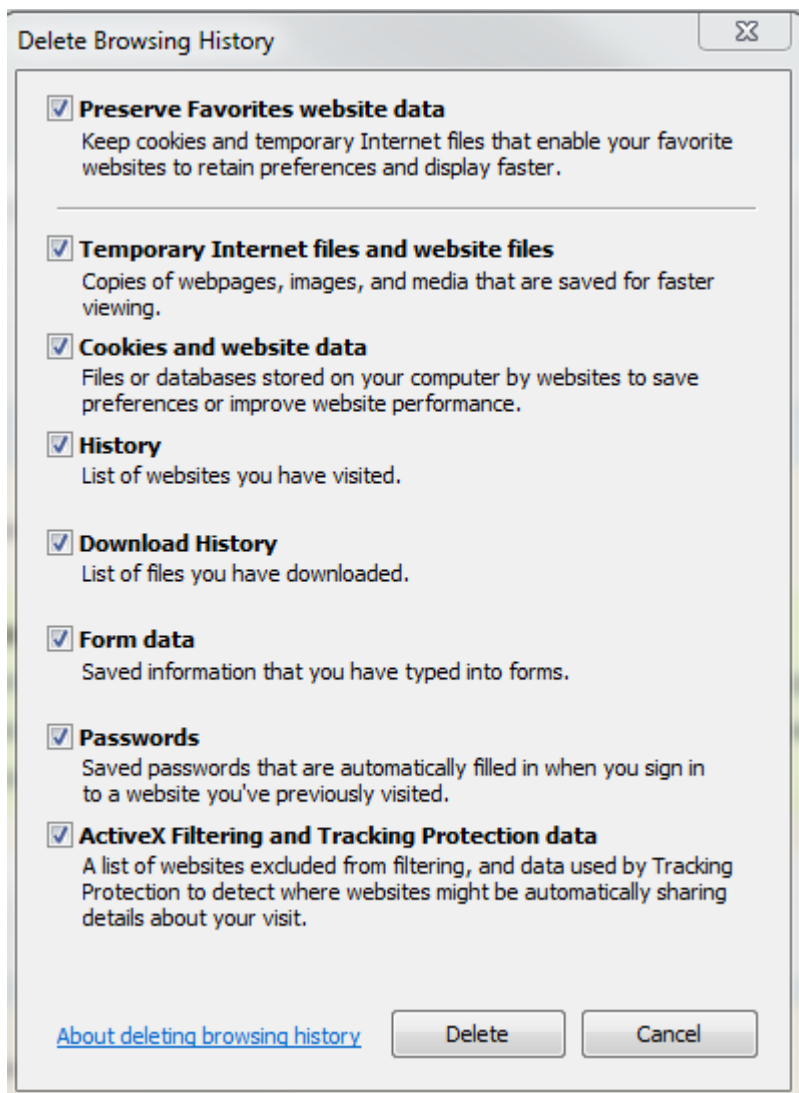 Delete Browsing History
Preserve Favorites website data
Keep cookies and temporary Internet files that enable your favorite
websites to retain preferences and display faster.
Temporary Internet files and website files
Copies of webpages, images, and media that are saved for faster
viewing.
Cookies and website data
Files or databases stored on your computer by websites to save
preferences or improve website performance.
History
List of websites you have visited.
Download History
List of files you have downloaded.
Form data
Saved information that you have typed into forms.
Passwords
Saved passwords that are automatically filled in when you sign in
to a website you've previously visited.
ActiveX Filtering and Tracking Protection data
A list of websites excluded from filtering, and data used by Tracking
Protection to detect where websites might be automatically sharing
details about your visit.
About deleting browsing history Delete Cancel